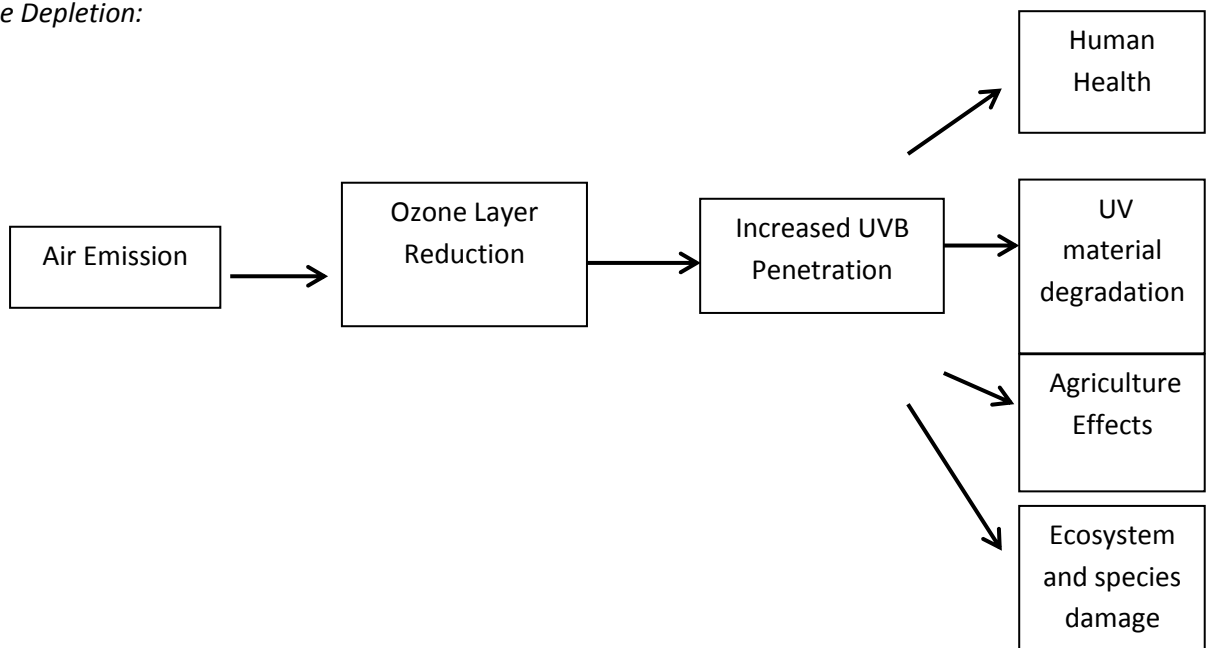 e Depletion:
Human
Health
Air Emission
Ozone Layer
Reduction
Increased UVB
Penetration
UV
material
degradation
Agriculture
Effects
Ecosystem
and species
damage